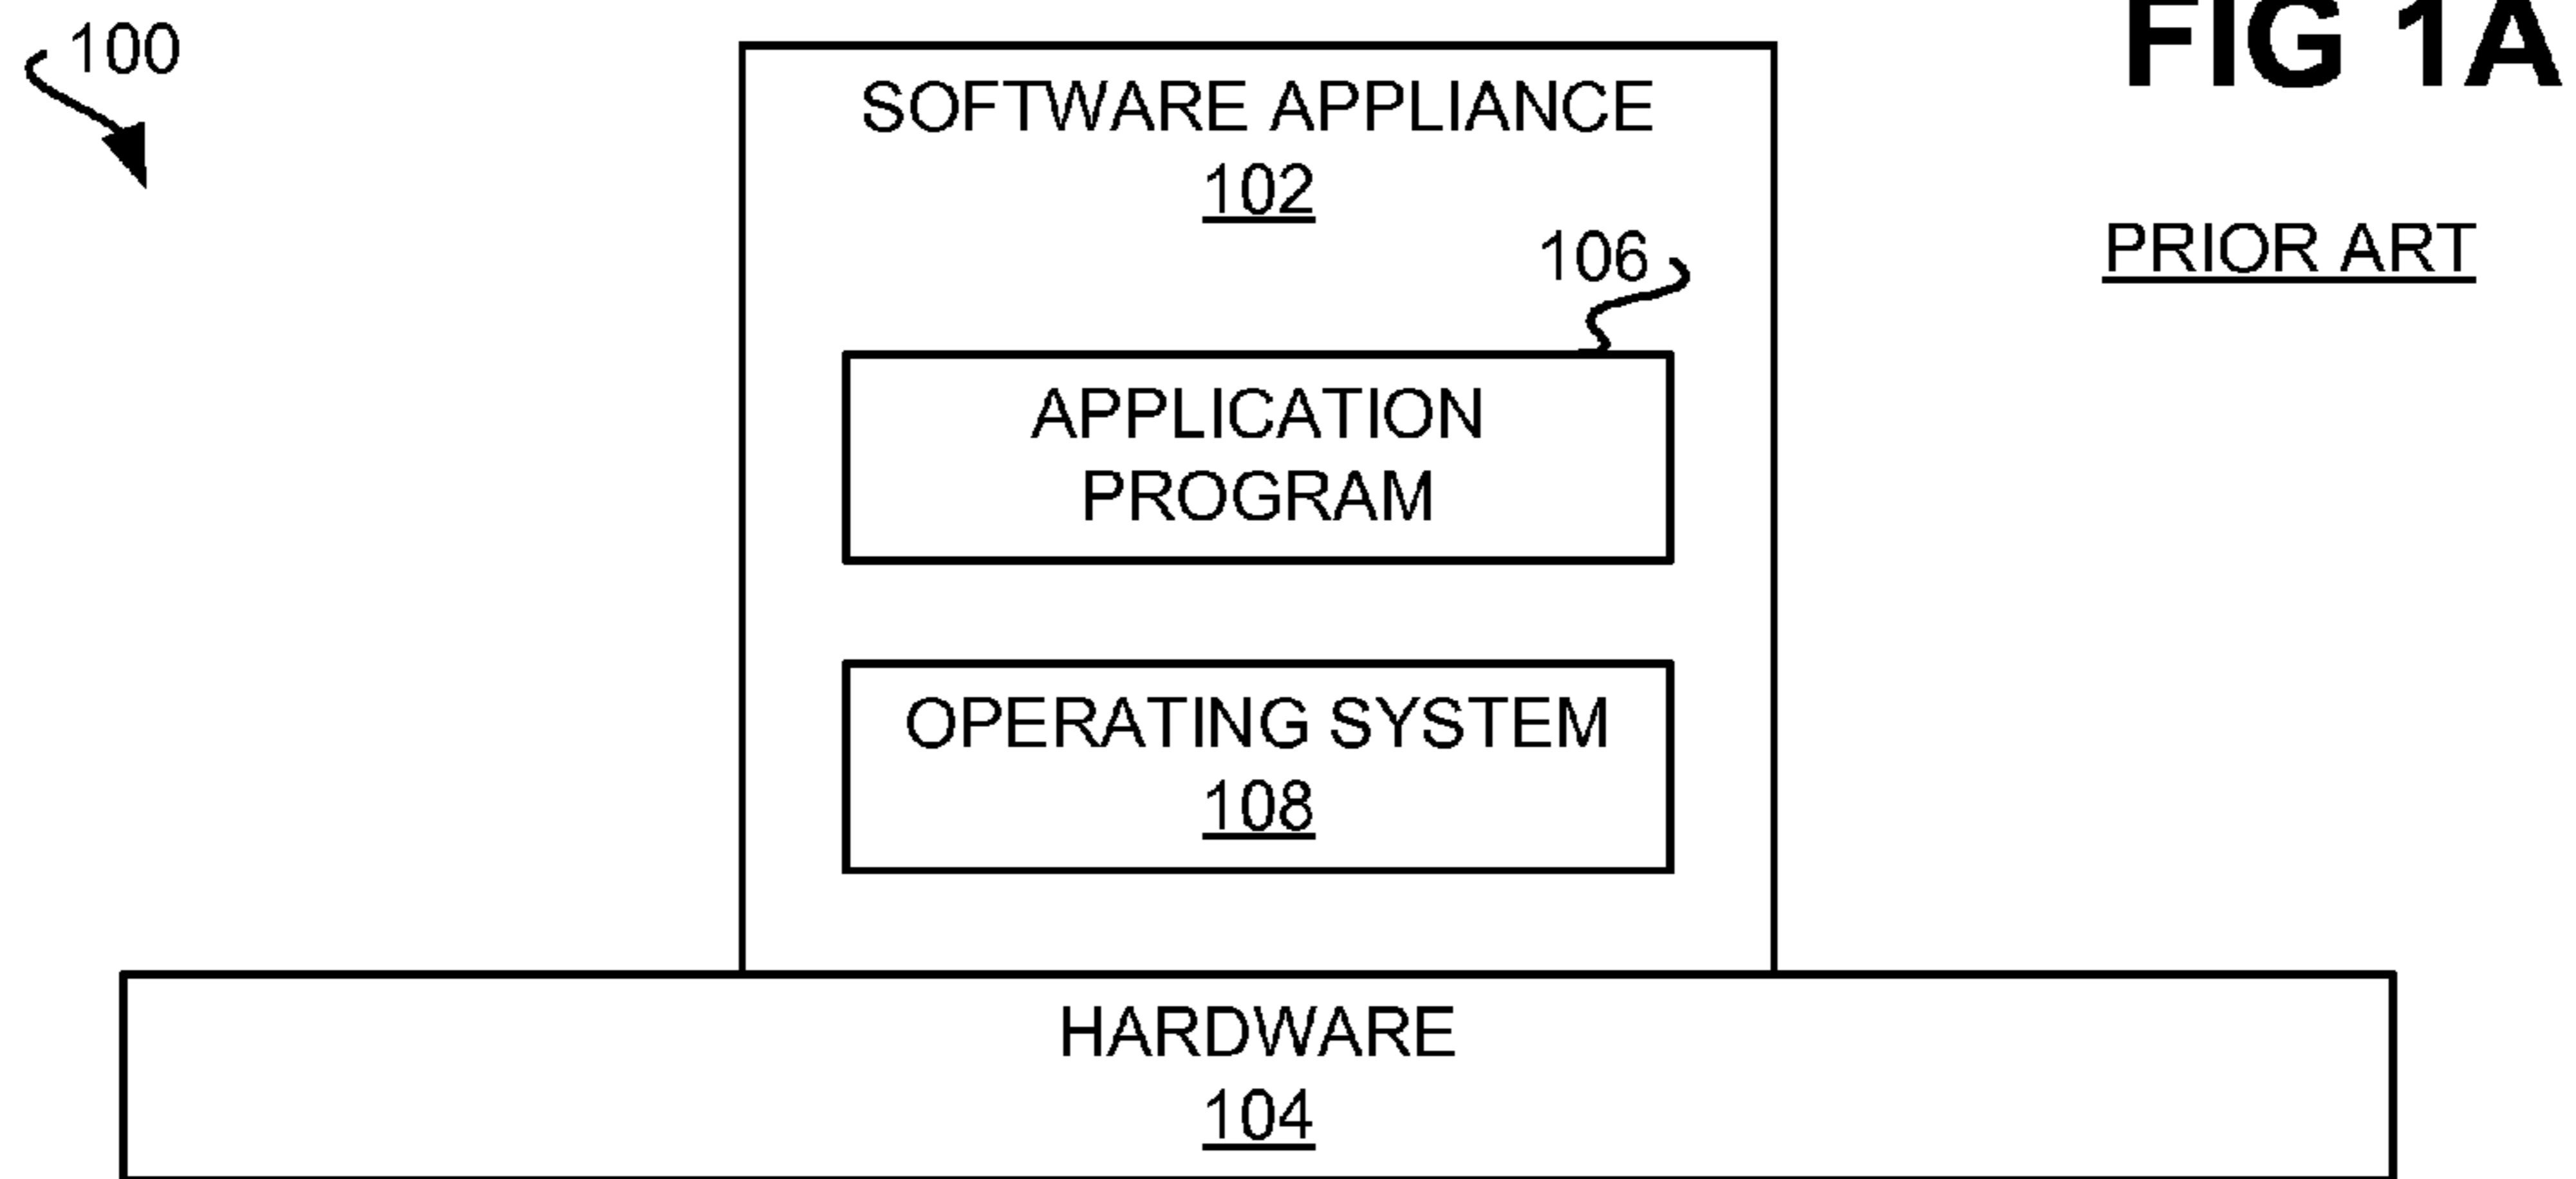 100
FIG 1A
SOFTWARE APPLIANCE
102
PRIOR ART
106
APPLICATION
PROGRAM
OPERATING SYSTEM
108
HARDWARE
104